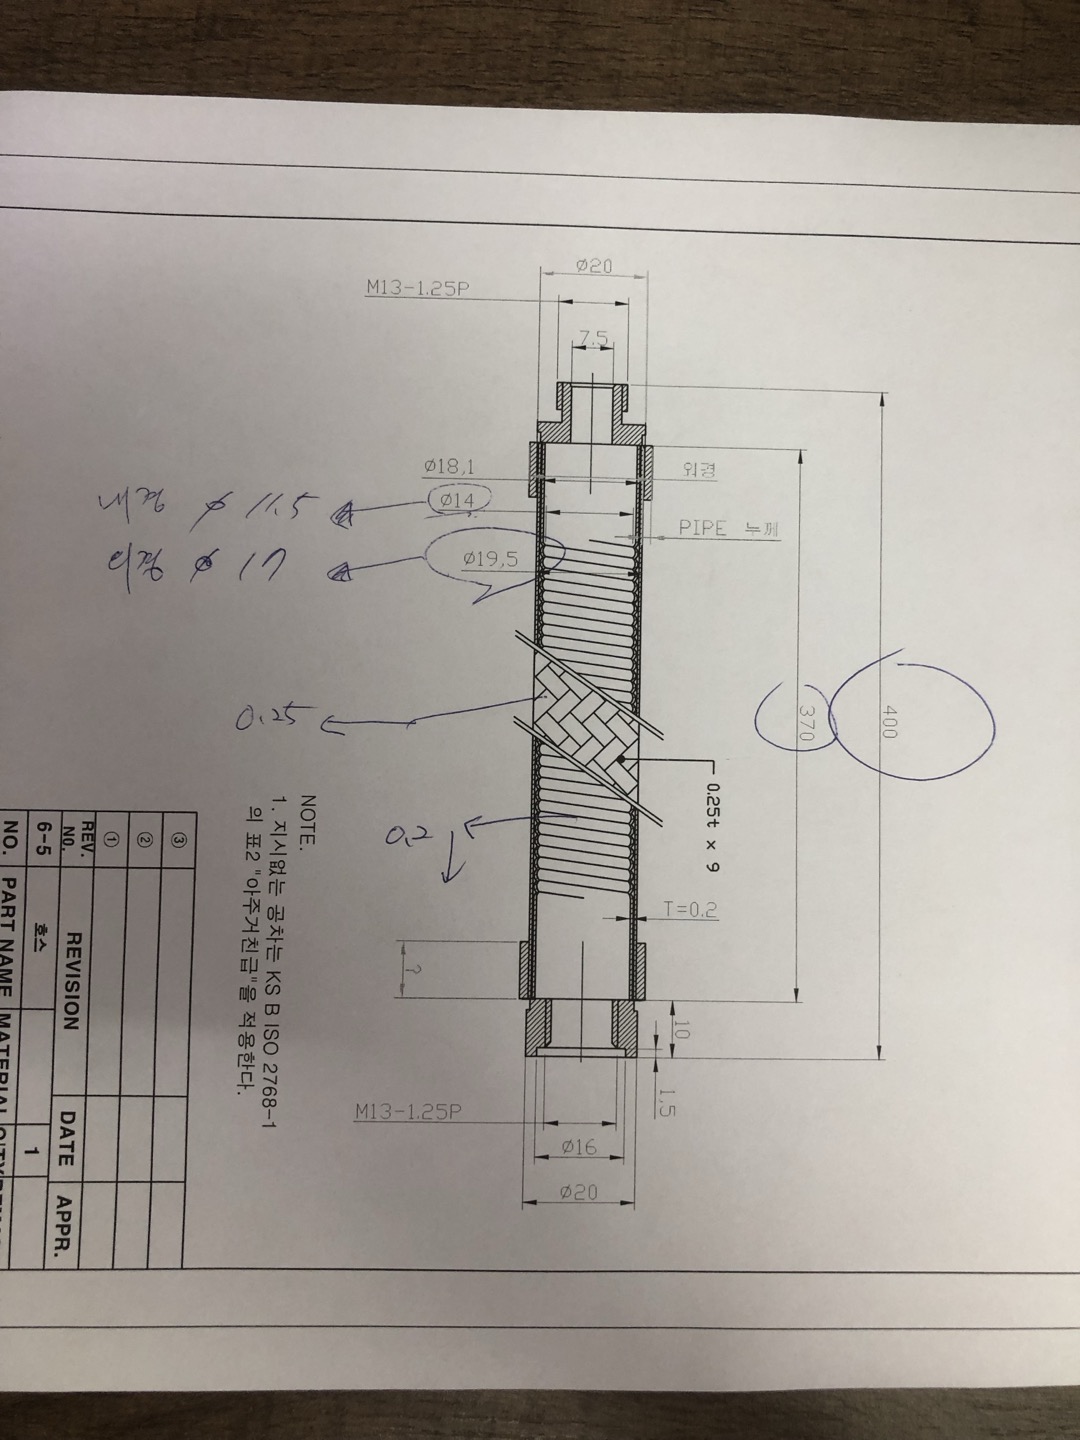 Ø20
M13-1.25P
7.5
Ø18,1
외경
내경 ø 11.5
Ø14
PIPE 누께
외경 ø 17
Ø19,5
0.25
370
400
0.25t × 9
0.2
T=0,2
?
10
1,5
M13-1.25P
Ø16
Ø20
NOTE.
1. 지시없는 공차는 KS B ISO 2768-1
의 표2 "아주거친급"을 적용한다.
③
②
①
REV. NO. REVISION DATE APPR.
6-5 호스 1
NO. PART NAME MATERIAL